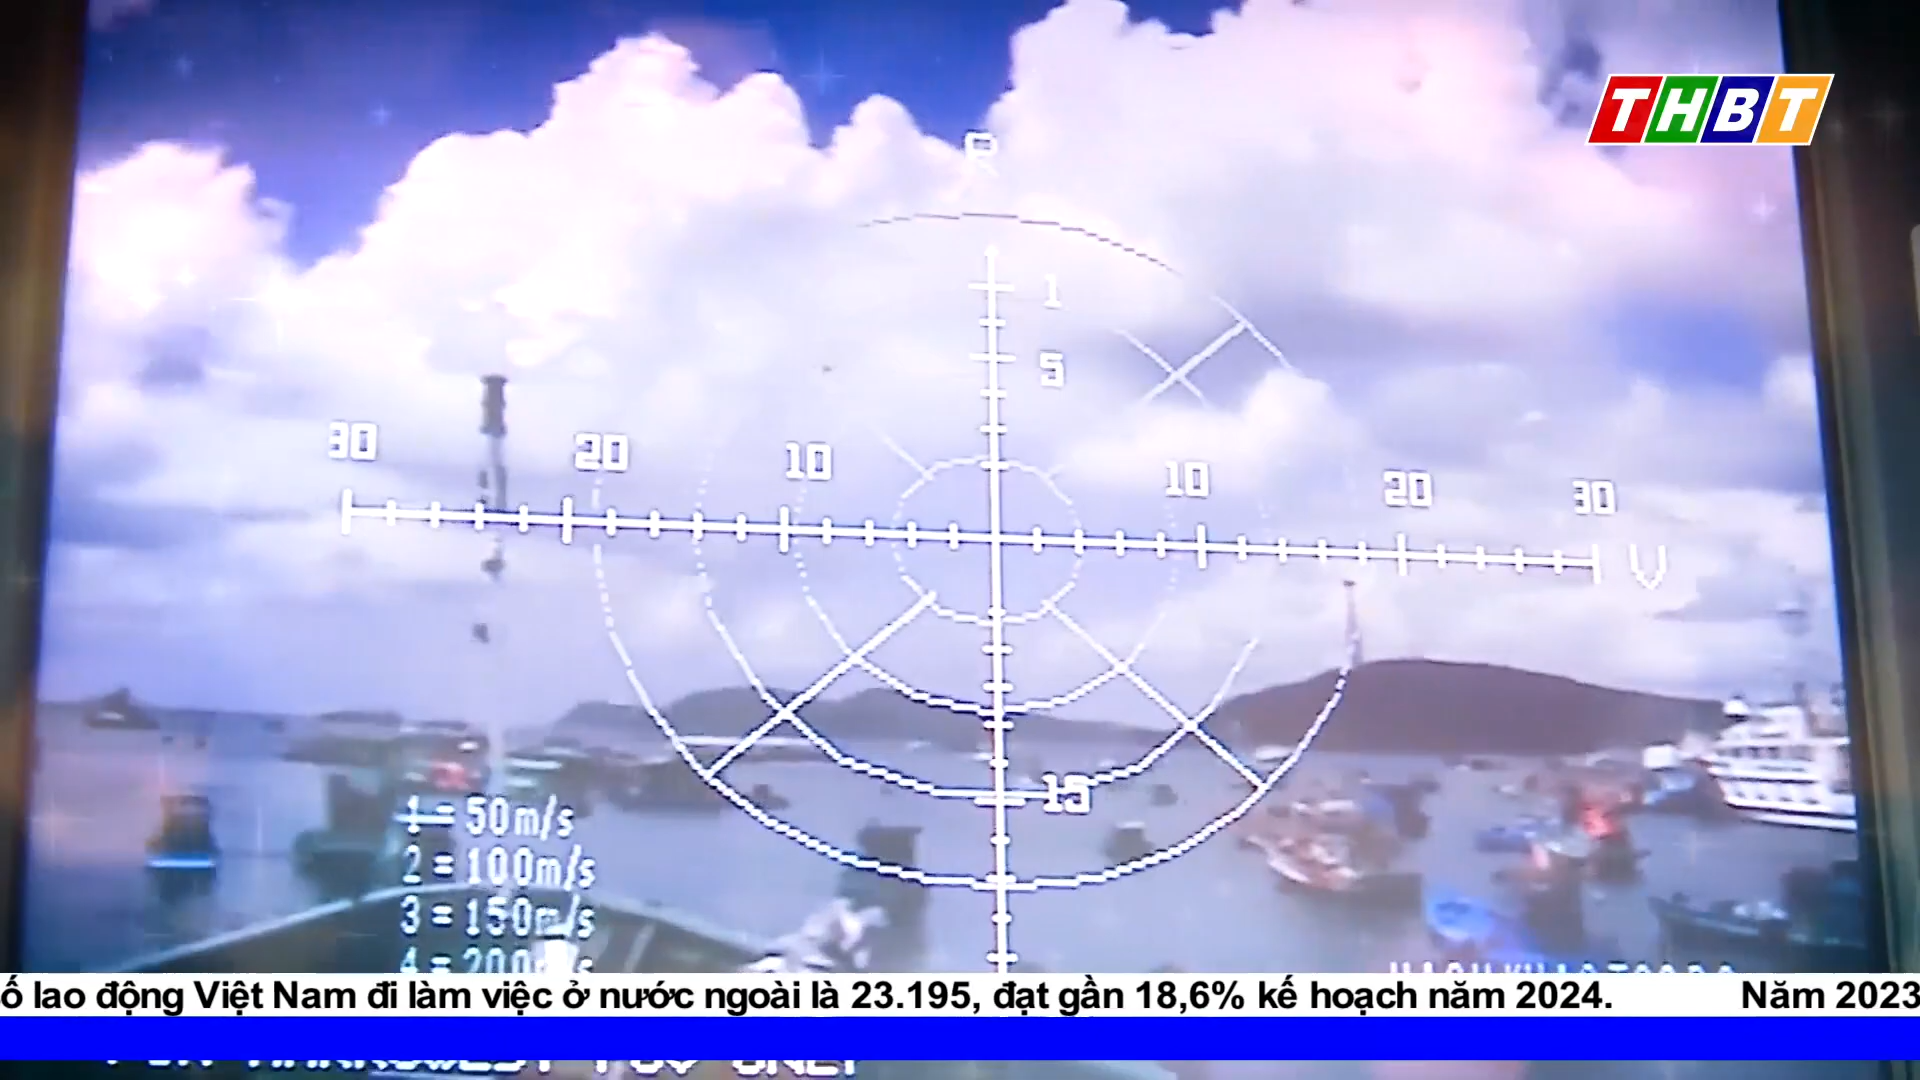 THBT
R
1
5
30 20 10 10 20 30
V
15
1 = 50m/s
2 = 100m/s
3 = 150m/s
4 = 200m/s
ố lao động Việt Nam đi làm việc ở nước ngoài là 23.195, đạt gần 18,6% kế hoạch năm 2024. Năm 2023